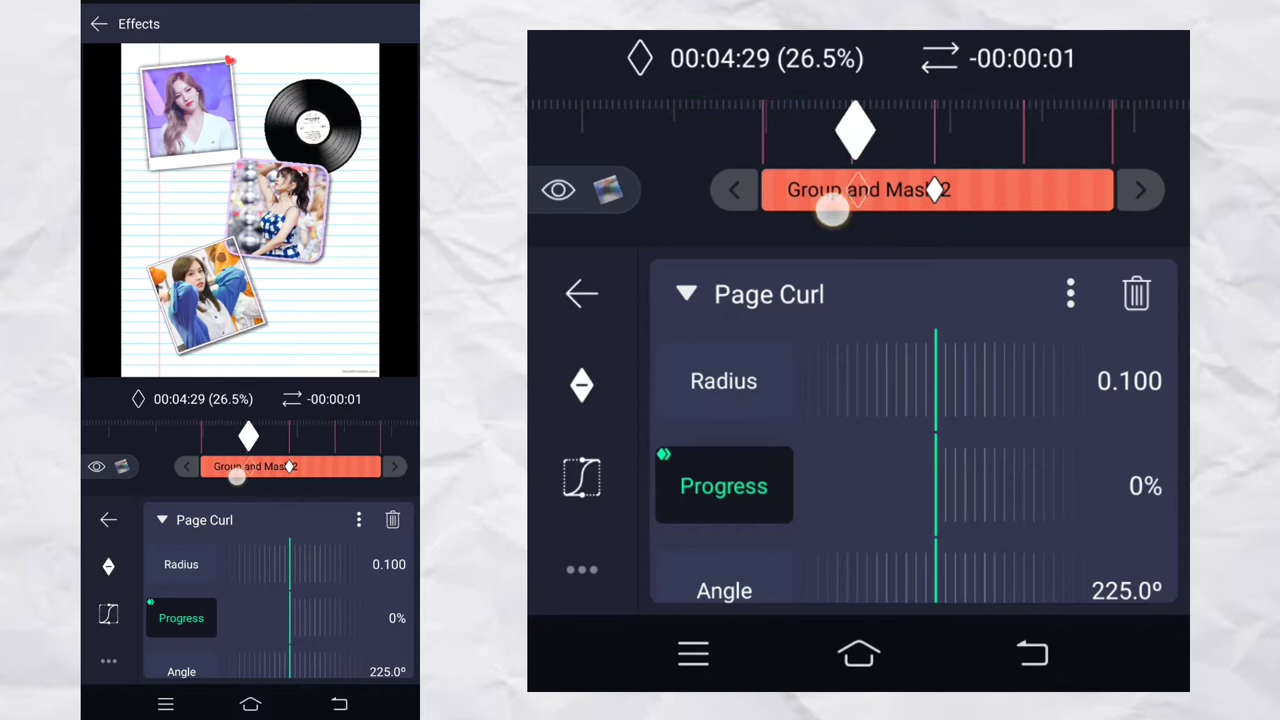 Effects
00:04:29 (26.5%)
-00:00:01
Group and Mask 2
Page Curl
Radius
0.100
Progress
0%
Angle
225.0º
00:04:29 (26.5%)
-00:00:01
Group and Mask 2
Page Curl
Radius
0.100
Progress
0%
Angle
225.0º